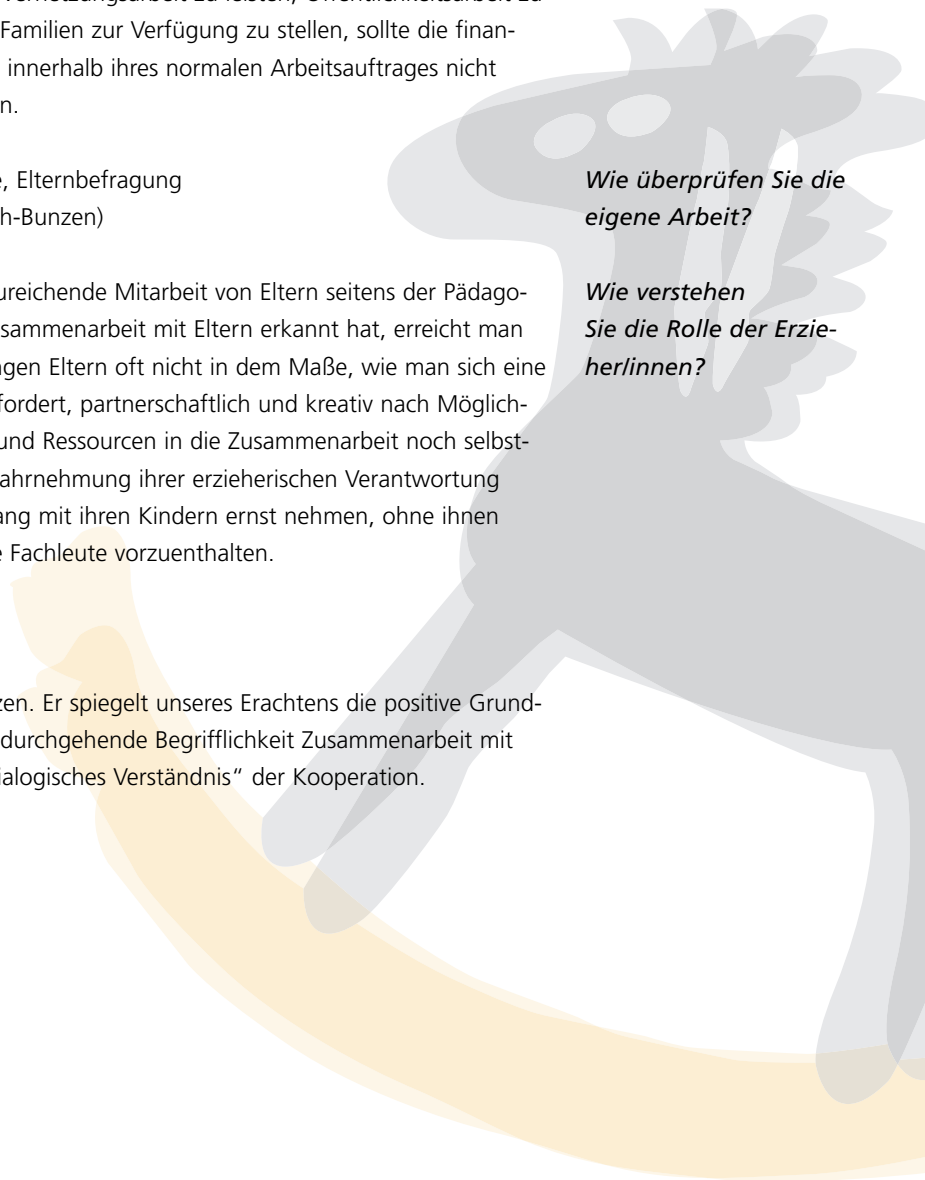 Vernetzungsarbeit zu leisten, Öffentlichkeitsarbeit zu
Familien zur Verfügung zu stellen, sollte die finan-
innerhalb ihres normalen Arbeitsauftrages nicht
n.
e, Elternbefragung
h-Bunzen)
ureichende Mitarbeit von Eltern seitens der Pädago-
usammenarbeit mit Eltern erkannt hat, erreicht man
agen Eltern oft nicht in dem Maße, wie man sich eine
fordert, partnerschaftlich und kreativ nach Möglich-
und Ressourcen in die Zusammenarbeit noch selbst-
ahrnehmung ihrer erzieherischen Verantwortung
ang mit ihren Kindern ernst nehmen, ohne ihnen
e Fachleute vorzuenthalten.
zen. Er spiegelt unseres Erachtens die positive Grund-
durchgehende Begrifflichkeit Zusammenarbeit mit
ialogisches Verständnis“ der Kooperation.
Wie überprüfen Sie die
eigene Arbeit?
Wie verstehen
Sie die Rolle der Erzie-
her/innen?